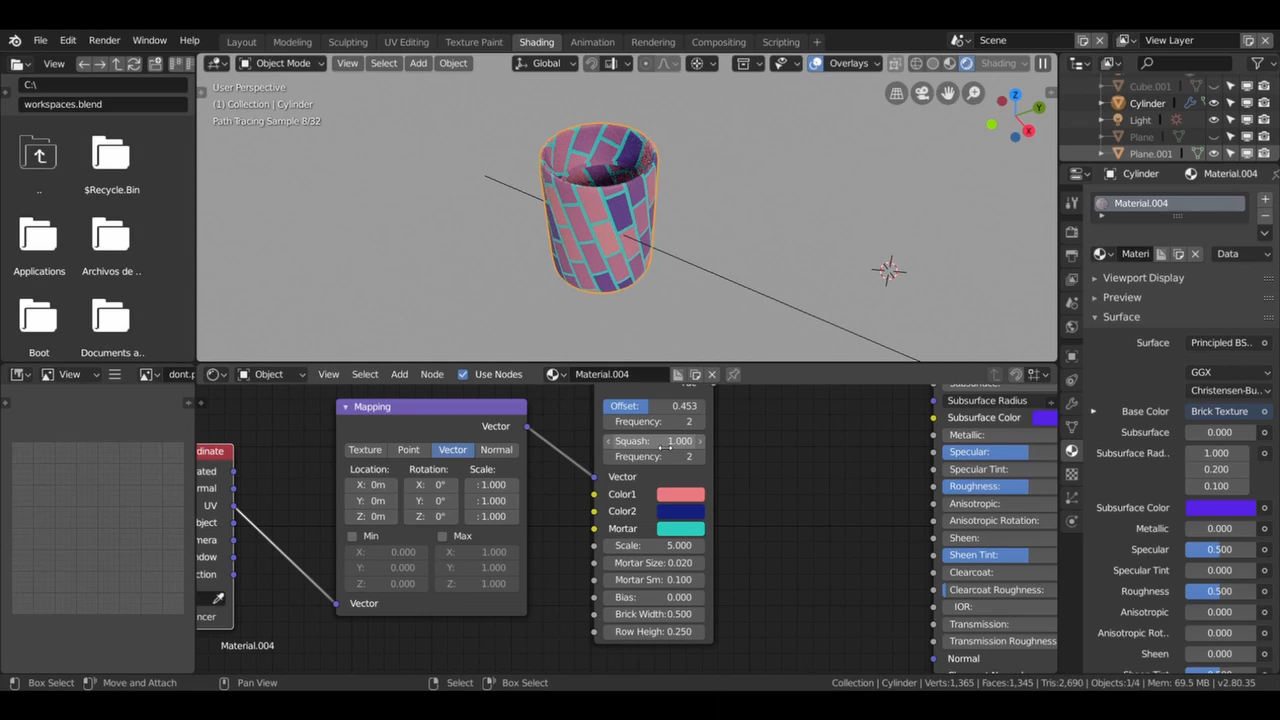 File Edit Render Window Help
Layout Modeling Sculpting UV Editing Texture Paint Shading Animation Rendering Compositing Scripting +
Scene
View Layer
View
C:\
workspaces.blend
..
$Recycle.Bin
Applications
Archivos de ..
Boot
Documents a..
Object Mode View Select Add Object Global Overlays Shading
User Perspective
(1) Collection | Cylinder
Path Tracing Sample 8/32
Z
Y
X
Cube.001
Cylinder
Light
Plane
Plane.001
Cylinder
Material.004
Material.004
Materi
Data
Viewport Display
Preview
Surface
Surface Principled BS..
GGX
Christensen-Bu..
Base Color Brick Texture
Subsurface 0.000
Subsurface Rad.. 1.000
0.200
0.100
Subsurface Color
Metallic 0.000
Specular 0.500
Specular Tint 0.000
Roughness 0.500
Anisotropic 0.000
Anisotropic Rot.. 0.000
Sheen 0.000
View
dont.p
Object View Select Add Node Use Nodes Material.004
dinate
ated
rmal
UV
bject
mera
ndow
ction
ncer
Material.004
Mapping
Vector
Texture Point Vector Normal
Location: Rotation: Scale:
X: 0m X: 0° : 1.000
Y: 0m Y: 0° : 1.000
Z: 0m Z: 0° : 1.000
Min Max
X: 0.000 X: 1.000
Y: 0.000 Y: 1.000
Z: 0.000 Z: 1.000
Vector
Offset: 0.453
Frequency: 2
Squash: 1.000
Frequency: 2
Vector
Color1
Color2
Mortar
Scale: 5.000
Mortar Size: 0.020
Mortar Sm: 0.100
Bias: 0.000
Brick Width: 0.500
Row Heigh: 0.250
Subsurface Radius
Subsurface Color
Metallic:
Specular:
Specular Tint:
Roughness:
Anisotropic:
Anisotropic Rotation:
Sheen:
Sheen Tint:
Clearcoat:
Clearcoat Roughness:
IOR:
Transmission:
Transmission Roughness
Normal
Box Select Move and Attach Pan View Select Box Select Collection | Cylinder | Verts:1,365 | Faces:1,345 | Tris:2,690 | Objects:1/4 | Mem: 69.5 MB | v2.80.35